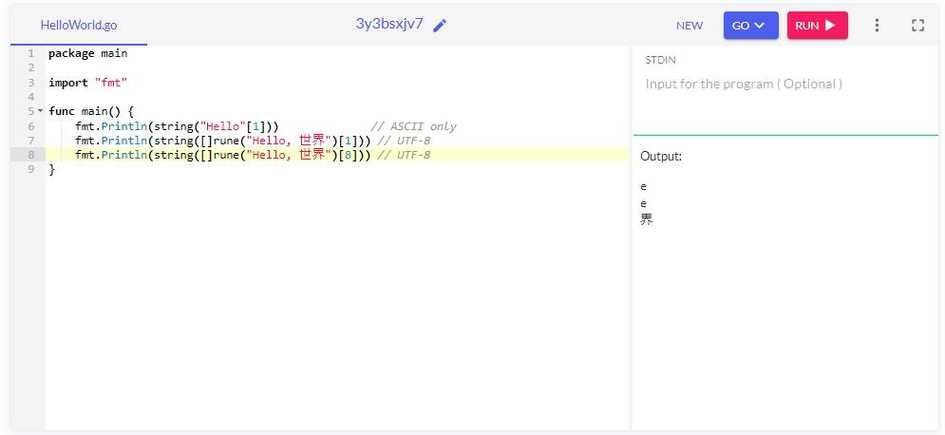 HelloWorld.go
3y3bsxjv7
NEW
GO
RUN
1 package main
2
3 import "fmt"
4
5 func main() {
6 fmt.Println(string("Hello"[1])) // ASCII only
7 fmt.Println(string([]rune("Hello, 世界")[1])) // UTF-8
8 fmt.Println(string([]rune("Hello, 世界")[8])) // UTF-8
9 }
STDIN
Input for the program ( Optional )
Output:
e
e
界